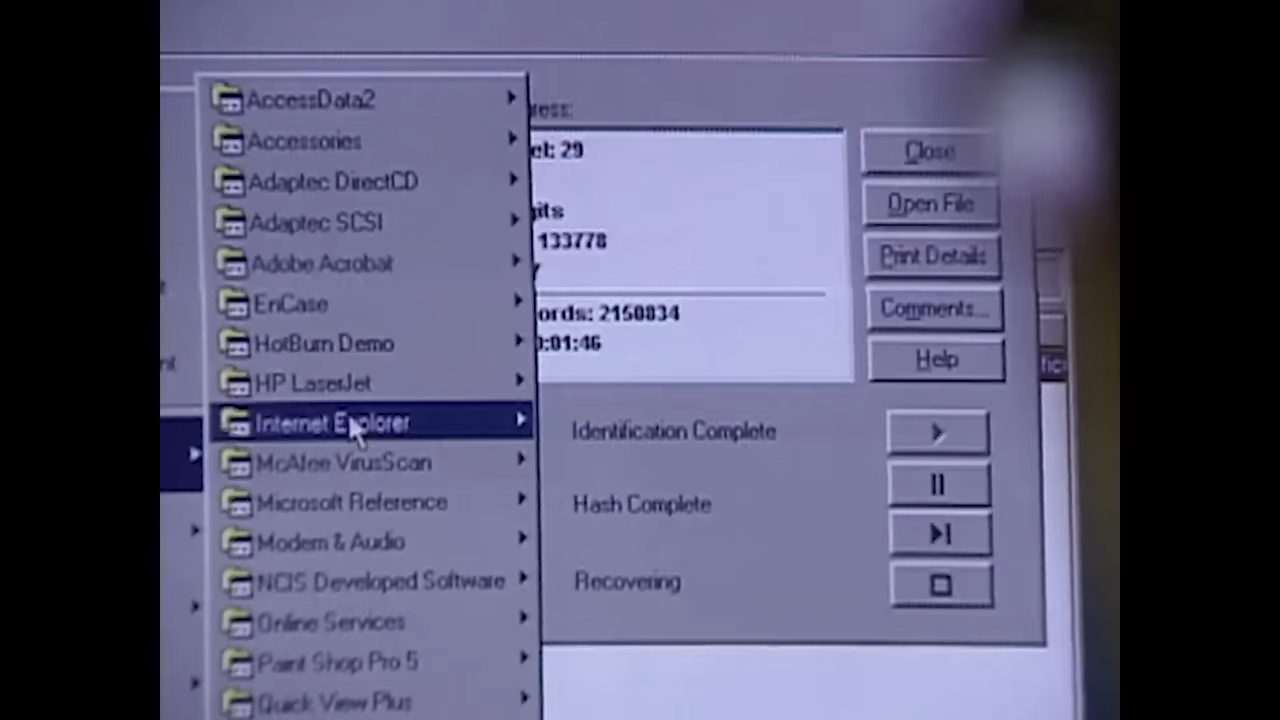 AccessData2
Accessories
Adaptec DirectCD
Adaptec SCSI
Adobe Acrobat
EnCase
HotBurn Demo
HP LaserJet
Internet Explorer
McAfee VirusScan
Microsoft Reference
Modem & Audio
NCIS Developed Software
Online Services
Paint Shop Pro 5
Quick View Plus
ress:
et: 29
its
133778
7
ords: 2150834
0:01:46
Close
Open File
Print Details
Comments...
Help
Identification Complete
Hash Complete
Recovering